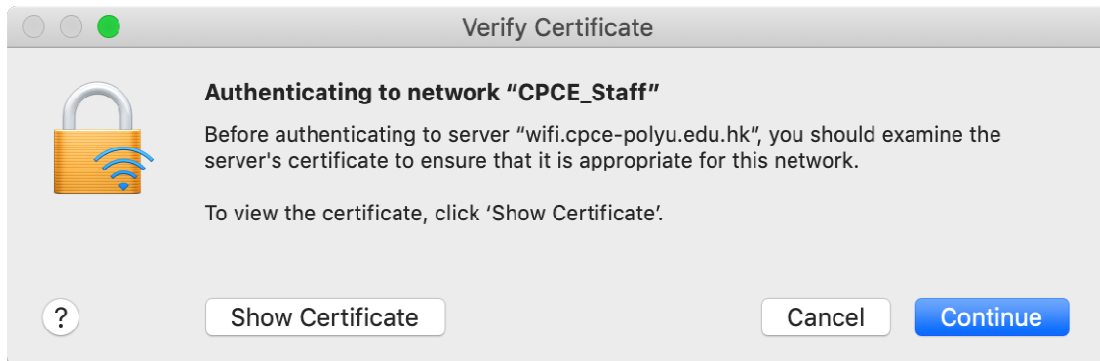 Verify Certificate
Authenticating to network “CPCE_Staff”
Before authenticating to server “wifi.cpce-polyu.edu.hk”, you should examine the
server's certificate to ensure that it is appropriate for this network.
To view the certificate, click ‘Show Certificate’.
?
Show Certificate
Cancel
Continue